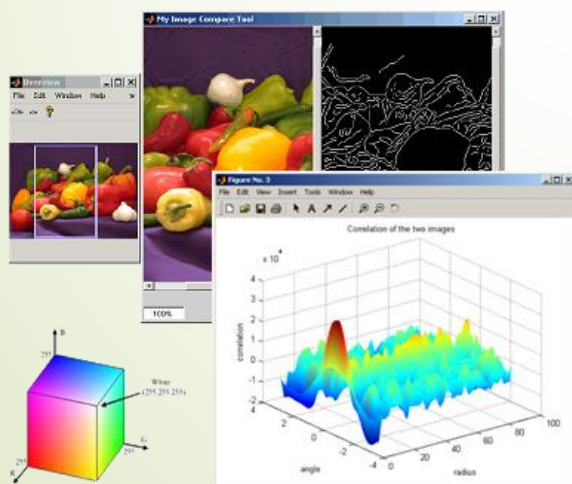 My Image Compare Tool
Overview
File Edit Window Help »
100%
Figure No. 3
File Edit View Insert Tools Window Help
A
Correlation of the two images
x 10^4
4
3
2
1
0
-1
-2
correlation
4
2
0
-2
-4
angle
0
20
40
60
80
100
radius
B
255
White
(255, 255, 255)
G
255
R
255